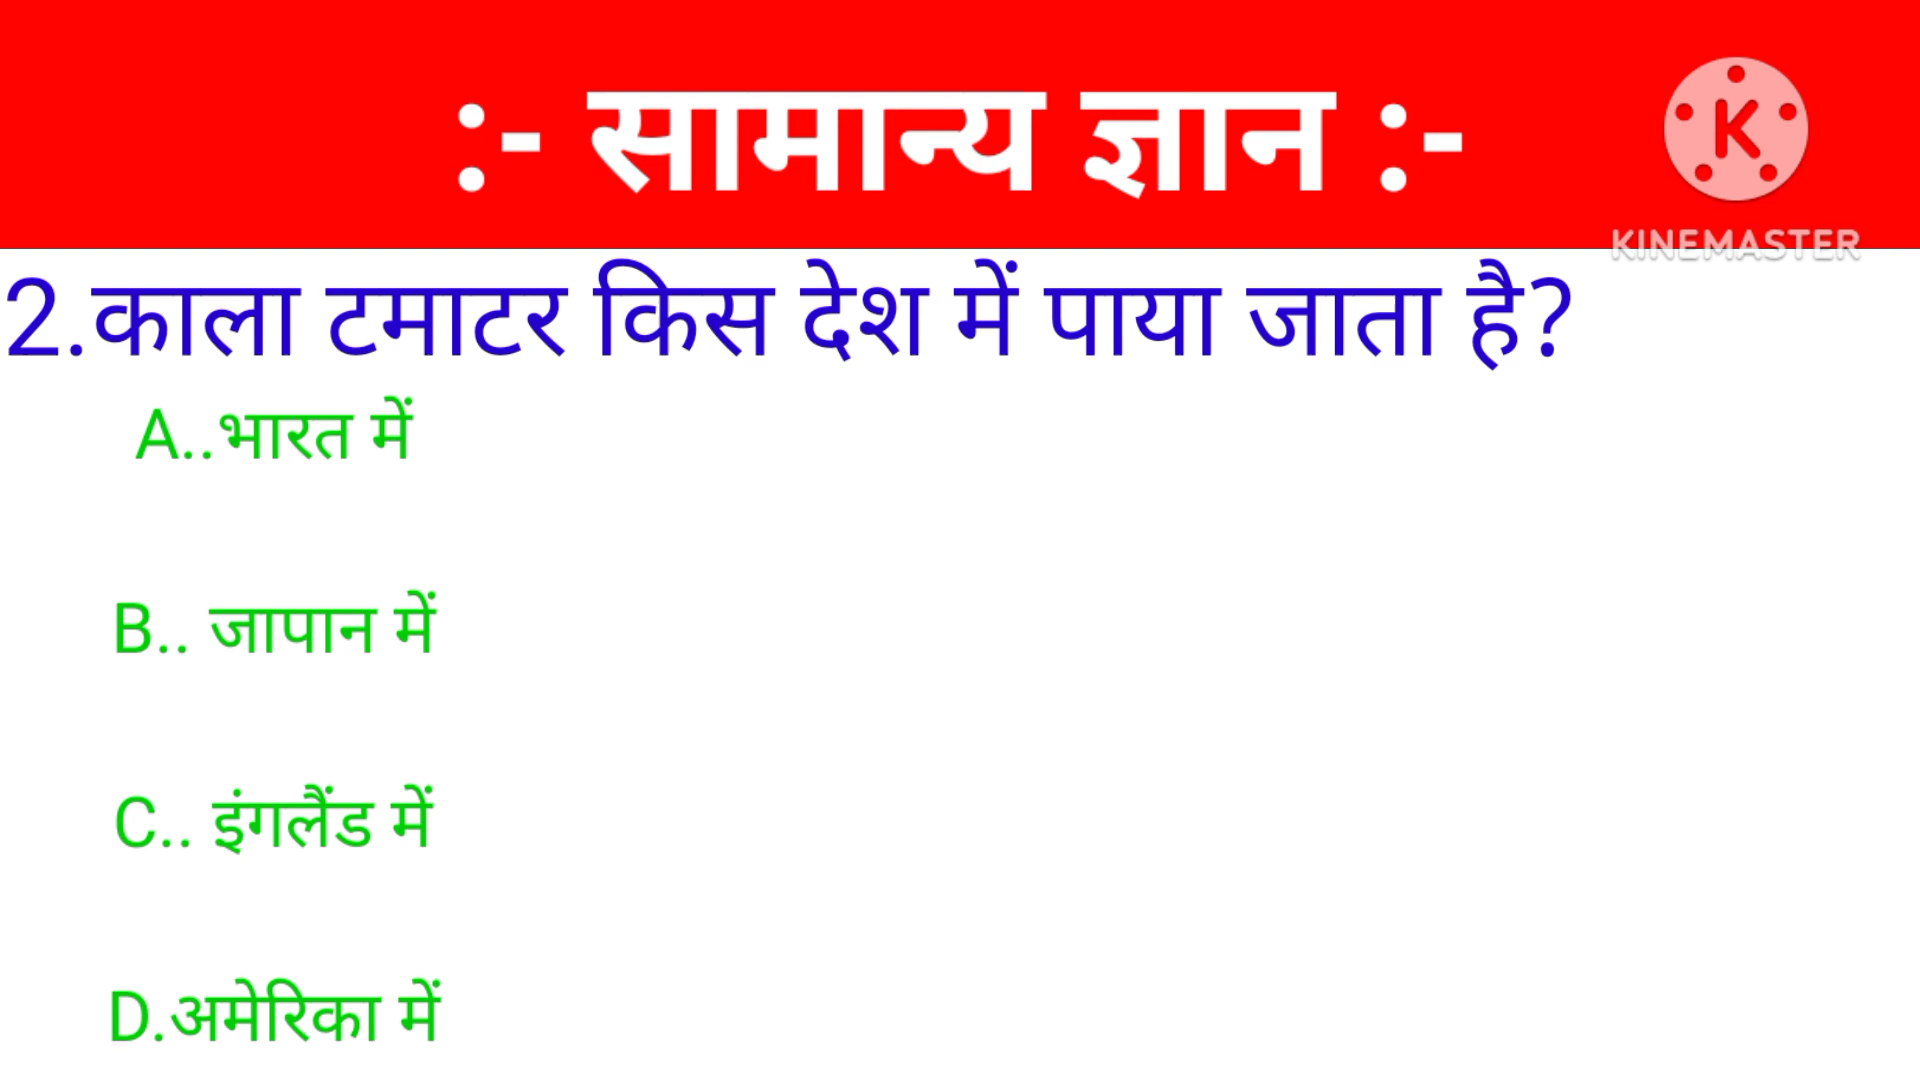 :- सामान्य ज्ञान :-
K
KINEMASTER
2.काला टमाटर किस देश में पाया जाता है?
A..भारत में
B.. जापान में
C.. इंगलैंड में
D.अमेरिका में